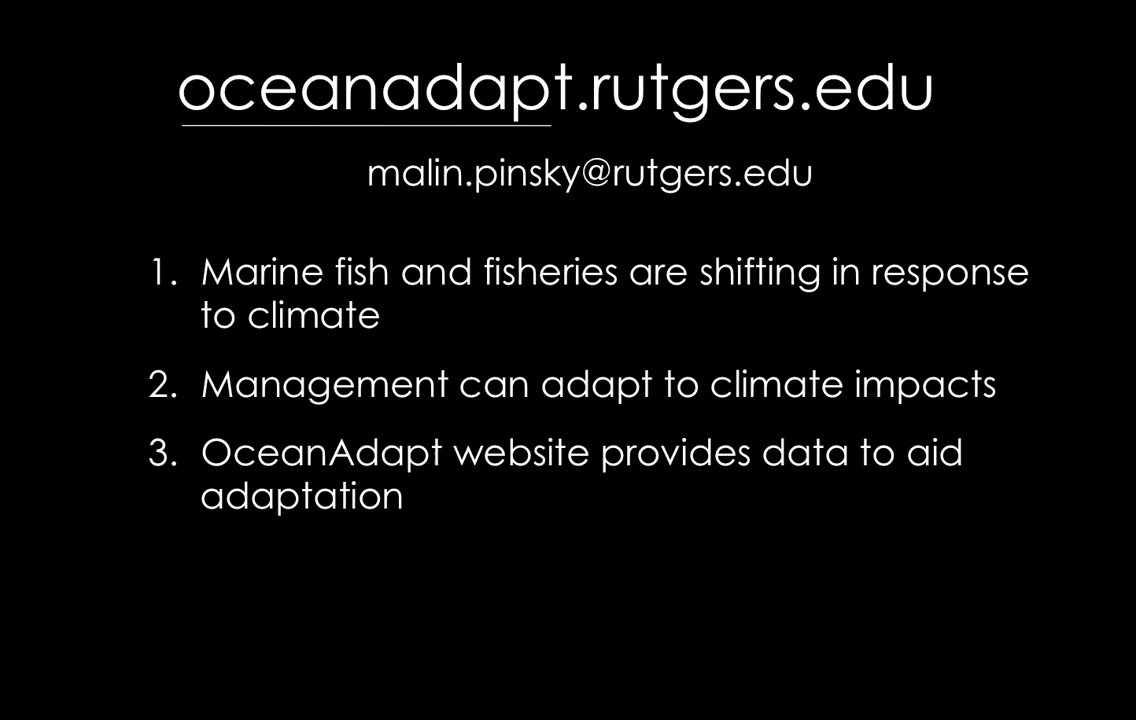 oceanadapt.rutgers.edu
malin.pinsky@rutgers.edu
1. Marine fish and fisheries are shifting in response
to climate
2. Management can adapt to climate impacts
3. OceanAdapt website provides data to aid
adaptation